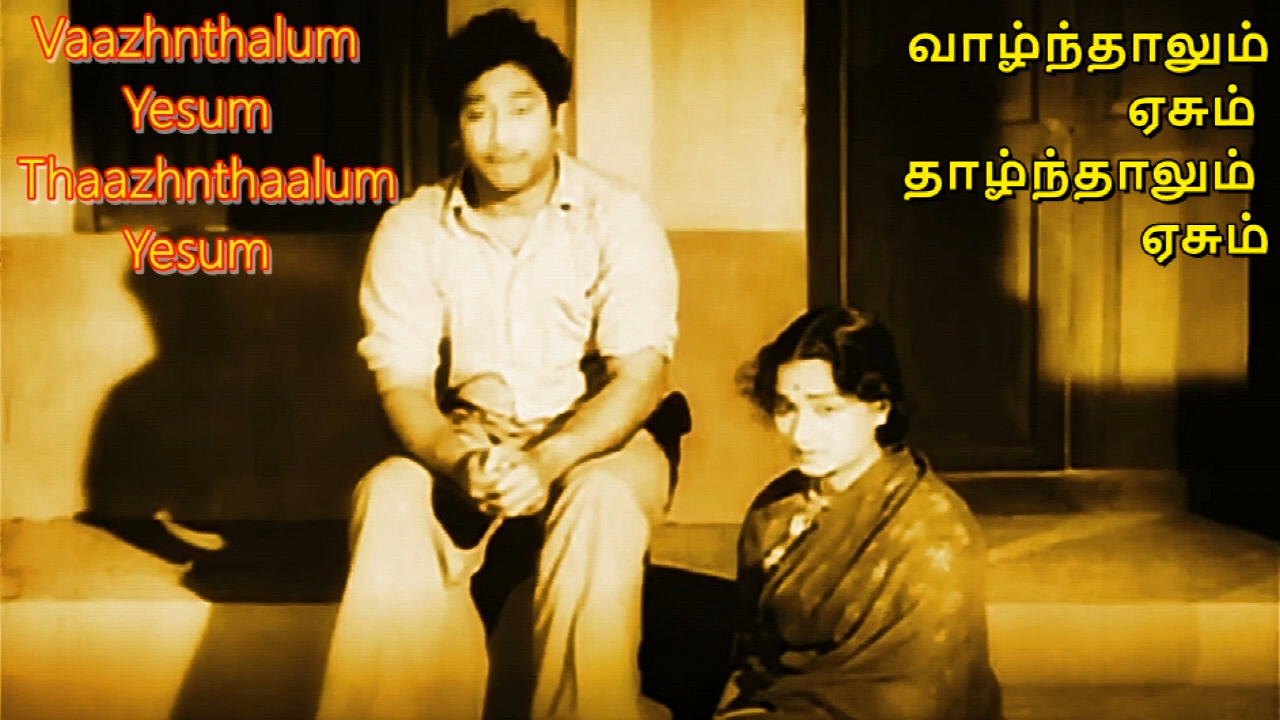 Vaazhnthalum
Yesum
Thaazhnthaalum
Yesum
வாழ்ந்தாலும்
ஏசும்
தாழ்ந்தாலும்
ஏசும்